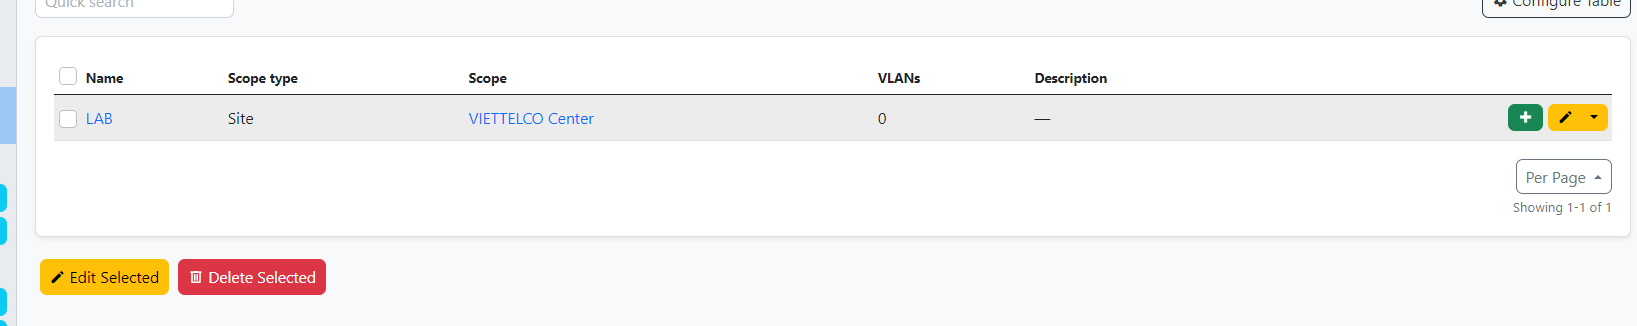 Quick search
Configure Table
Name Scope type Scope VLANs Description
LAB Site VIETTELCO Center 0 —
Per Page
Showing 1-1 of 1
Edit Selected Delete Selected